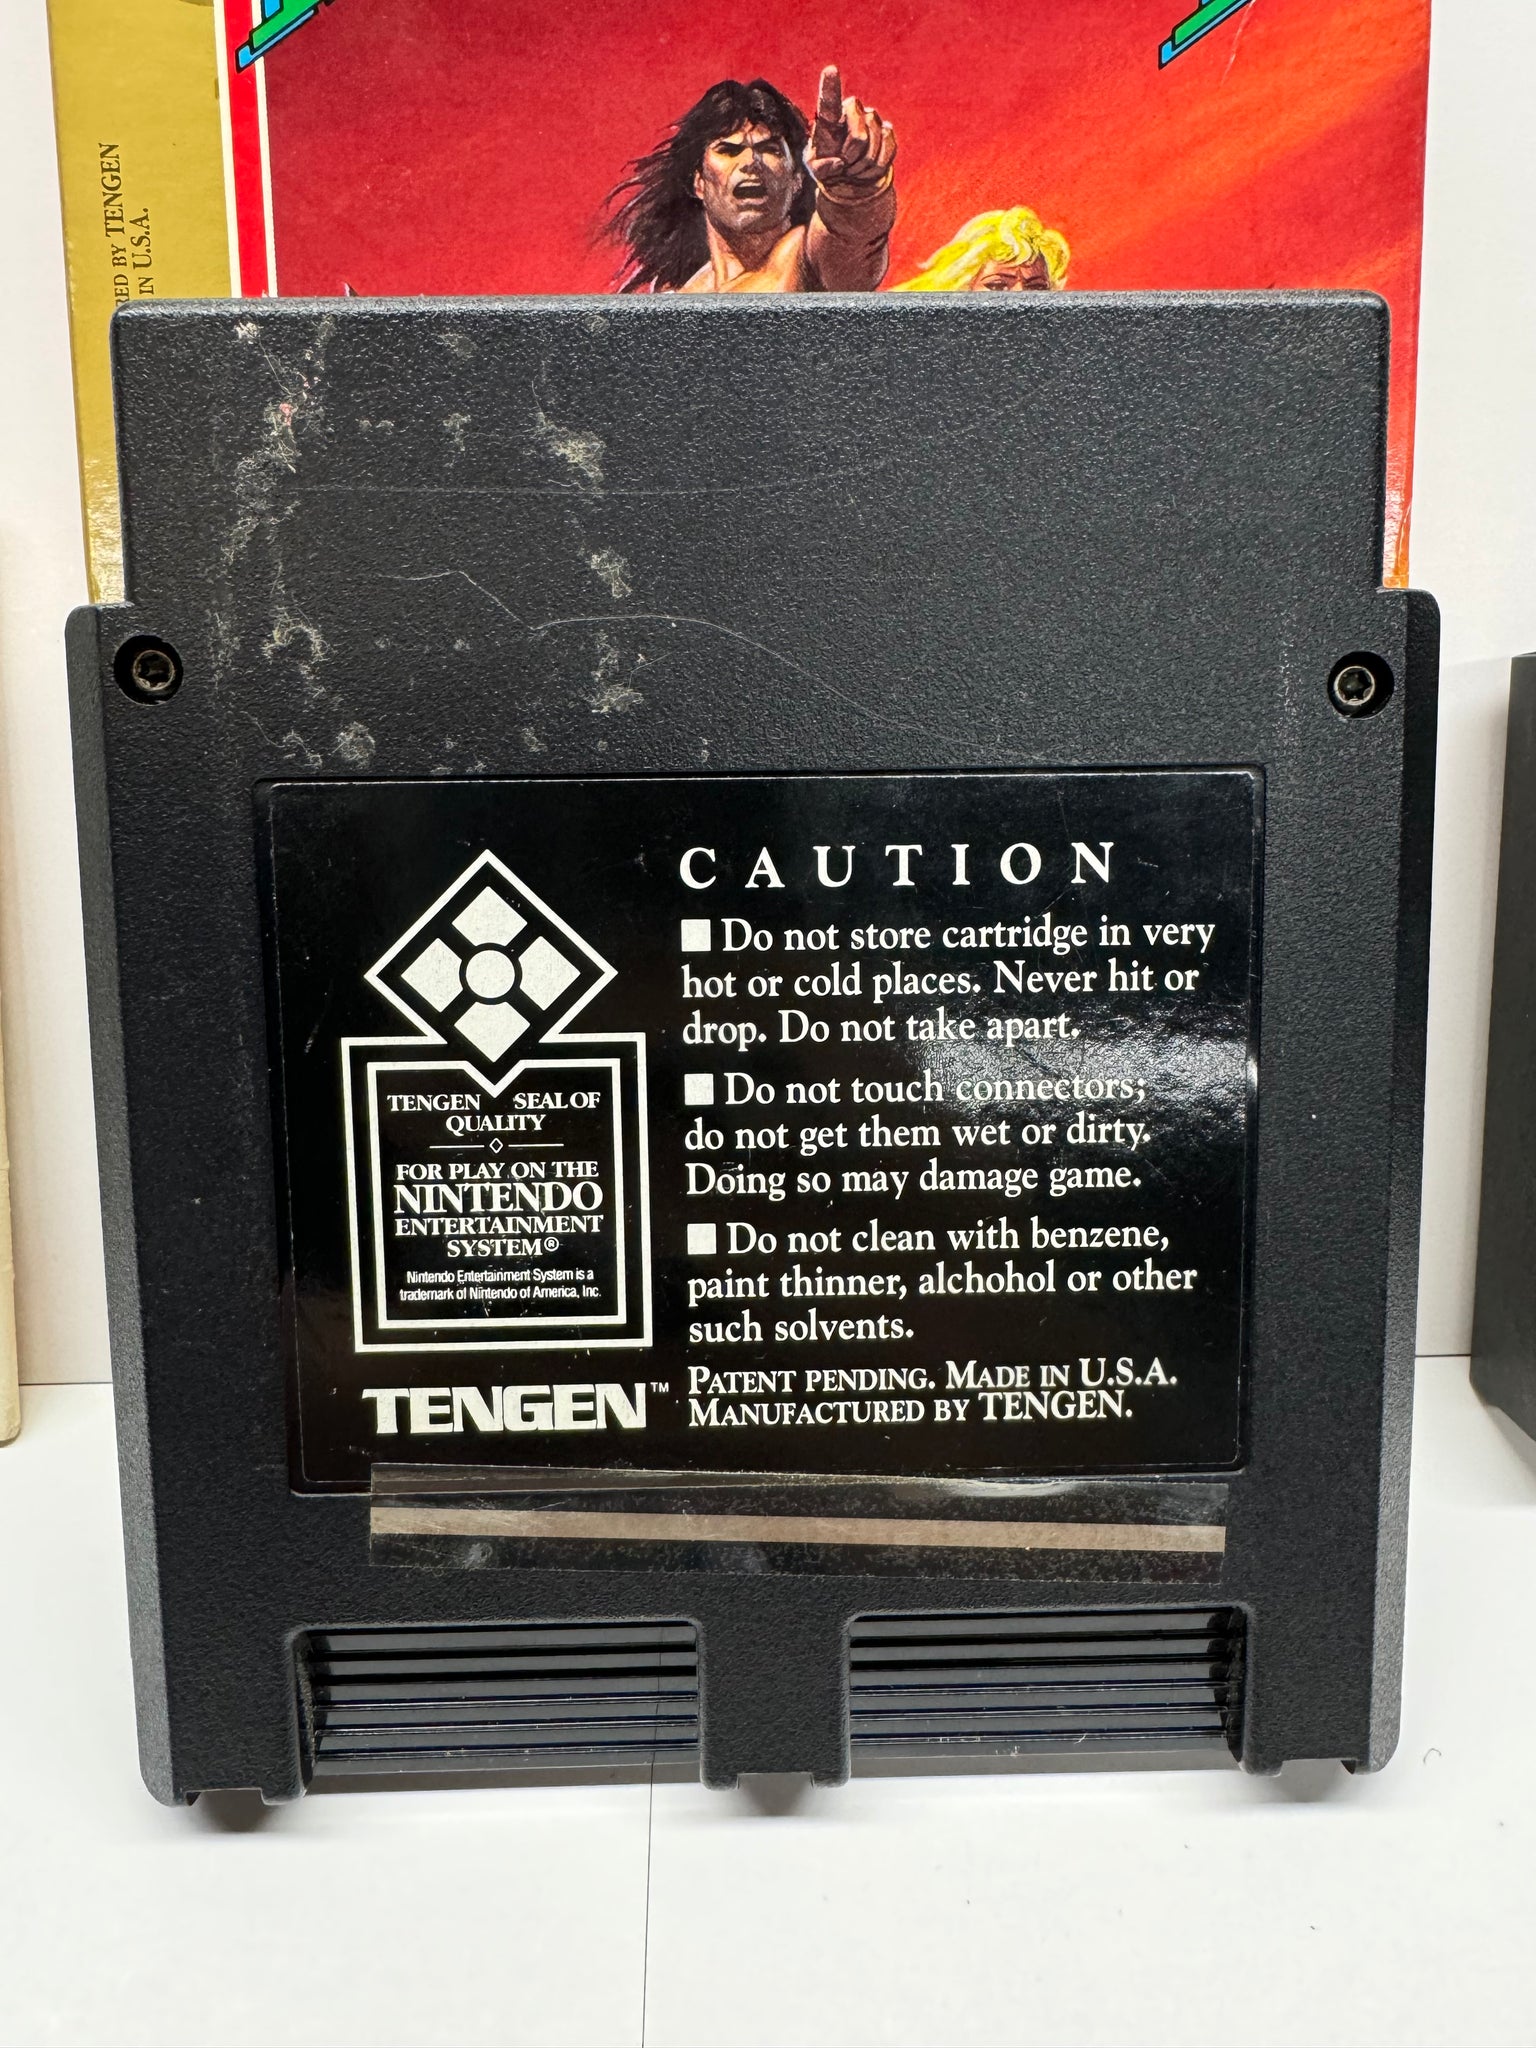 RED BY TENGEN
IN U.S.A.
CAUTION
Do not store cartridge in very
hot or cold places. Never hit or
drop. Do not take apart.
Do not touch connectors;
do not get them wet or dirty.
Doing so may damage game.
Do not clean with benzene,
paint thinner, alchohol or other
such solvents.
PATENT PENDING. MADE IN U.S.A.
MANUFACTURED BY TENGEN.
TENGEN SEAL OF
QUALITY
FOR PLAY ON THE
NINTENDO
ENTERTAINMENT
SYSTEM®
Nintendo Entertainment System is a
trademark of Nintendo of America, Inc.
TENGEN™